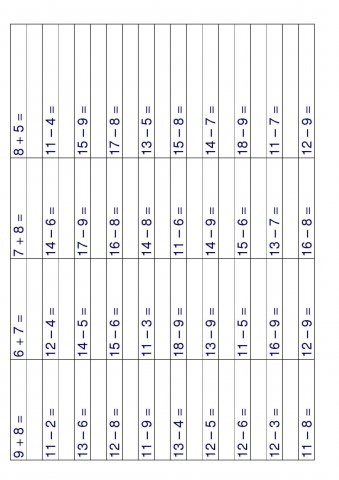 9 + 8 = 6 + 7 = 7 + 8 = 8 + 5 =
11 – 2 = 12 – 4 = 14 – 6 = 11 – 4 =
13 – 6 = 14 – 5 = 17 – 9 = 15 – 9 =
12 – 8 = 15 – 6 = 16 – 8 = 17 – 8 =
11 – 9 = 11 – 3 = 14 – 8 = 13 – 5 =
13 – 4 = 18 – 9 = 11 – 6 = 15 – 8 =
12 – 5 = 13 – 9 = 14 – 9 = 14 – 7 =
12 – 6 = 11 – 5 = 15 – 6 = 18 – 9 =
12 – 3 = 16 – 9 = 13 – 7 = 11 – 7 =
11 – 8 = 12 – 9 = 16 – 8 = 12 – 9 =